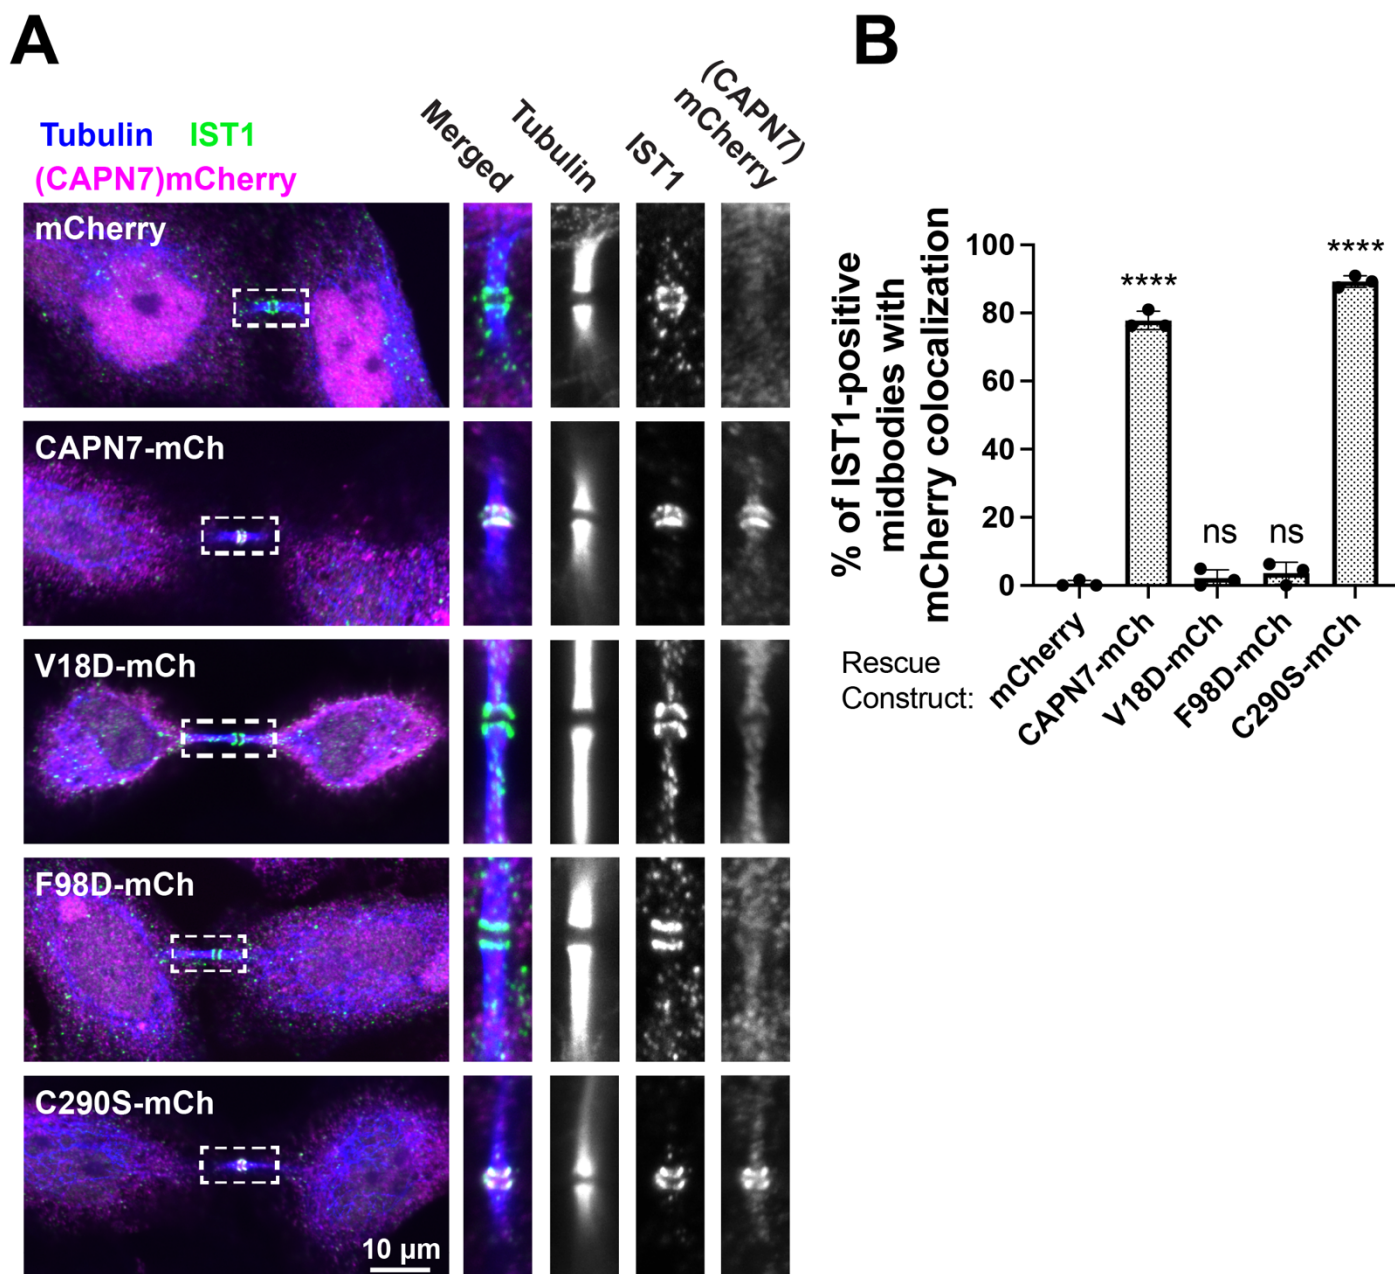 A
Tubulin IST1
(CAPN7)mCherry
Merged
Tubulin
IST1
(CAPN7)
mCherry
mCherry
CAPN7-mCh
V18D-mCh
F98D-mCh
C290S-mCh
10 µm
B
% of IST1-positive
midbodies with
mCherry colocalization
100
80
60
40
20
0
****
ns
ns
****
Rescue
Construct:
mCherry
CAPN7-mCh
V18D-mCh
F98D-mCh
C290S-mCh